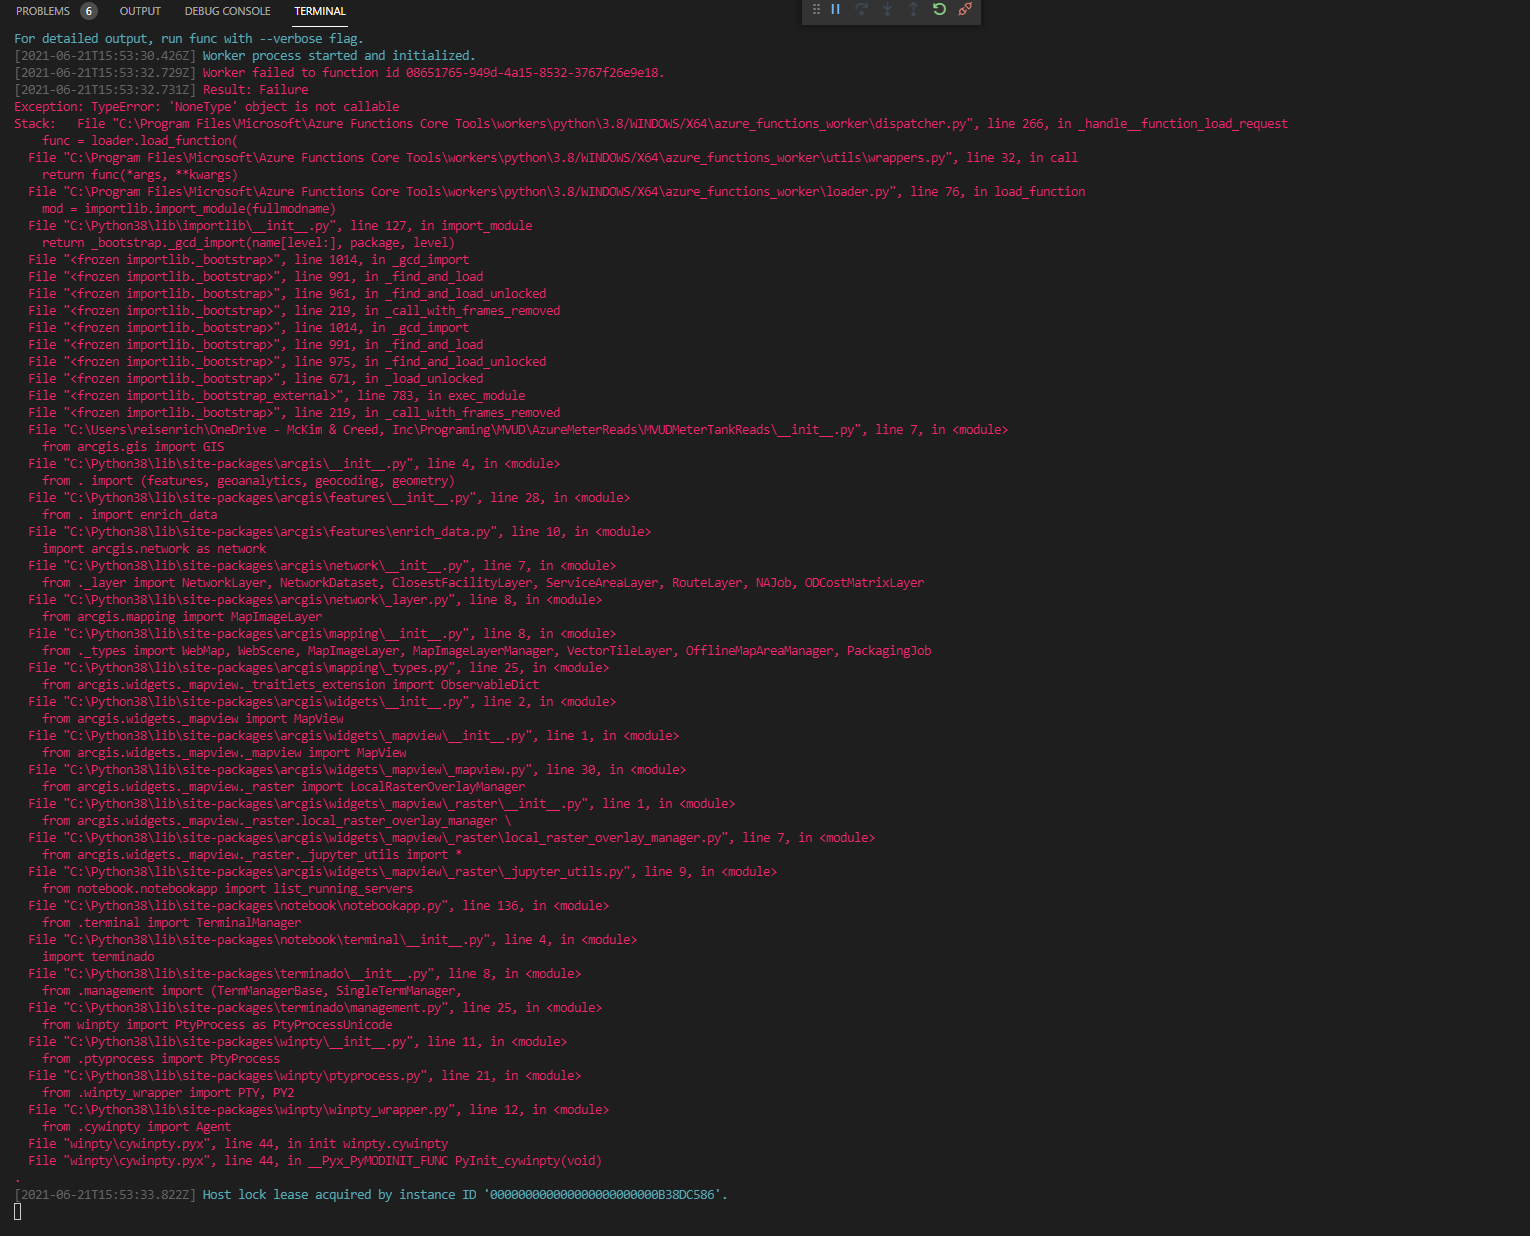 PROBLEMS 6 OUTPUT DEBUG CONSOLE TERMINAL
For detailed output, run func with --verbose flag.
[2021-06-21T15:53:30.426Z] Worker process started and initialized.
[2021-06-21T15:53:32.729Z] Worker failed to function id 08651765-949d-4a15-8532-3767f26e9e18.
[2021-06-21T15:53:32.731Z] Result: Failure
Exception: TypeError: 'NoneType' object is not callable
Stack:   File "C:\Program Files\Microsoft\Azure Functions Core Tools\workers\python\3.8/WINDOWS/X64\azure_functions_worker\dispatcher.py", line 266, in _handle__function_load_request
    func = loader.load_function(
  File "C:\Program Files\Microsoft\Azure Functions Core Tools\workers\python\3.8/WINDOWS/X64\azure_functions_worker\utils\wrappers.py", line 32, in call
    return func(*args, **kwargs)
  File "C:\Program Files\Microsoft\Azure Functions Core Tools\workers\python\3.8/WINDOWS/X64\azure_functions_worker\loader.py", line 76, in load_function
    mod = importlib.import_module(fullmodname)
  File "C:\Python38\lib\importlib\__init__.py", line 127, in import_module
    return _bootstrap._gcd_import(name[level:], package, level)
  File "<frozen importlib._bootstrap>", line 1014, in _gcd_import
  File "<frozen importlib._bootstrap>", line 991, in _find_and_load
  File "<frozen importlib._bootstrap>", line 961, in _find_and_load_unlocked
  File "<frozen importlib._bootstrap>", line 219, in _call_with_frames_removed
  File "<frozen importlib._bootstrap>", line 1014, in _gcd_import
  File "<frozen importlib._bootstrap>", line 991, in _find_and_load
  File "<frozen importlib._bootstrap>", line 975, in _find_and_load_unlocked
  File "<frozen importlib._bootstrap>", line 671, in _load_unlocked
  File "<frozen importlib._bootstrap_external>", line 783, in exec_module
  File "<frozen importlib._bootstrap>", line 219, in _call_with_frames_removed
  File "C:\Users\reisenrich\OneDrive - McKim & Creed, Inc\Programing\MVUD\AzureMeterReads\MVUDMeterTankReads\__init__.py", line 7, in <module>
    from arcgis.gis import GIS
  File "C:\Python38\lib\site-packages\arcgis\__init__.py", line 4, in <module>
    from . import (features, geoanalytics, geocoding, geometry)
  File "C:\Python38\lib\site-packages\arcgis\features\__init__.py", line 28, in <module>
    from . import enrich_data
  File "C:\Python38\lib\site-packages\arcgis\features\enrich_data.py", line 10, in <module>
    import arcgis.network as network
  File "C:\Python38\lib\site-packages\arcgis\network\__init__.py", line 7, in <module>
    from ._layer import NetworkLayer, NetworkDataset, ClosestFacilityLayer, ServiceAreaLayer, RouteLayer, NAJob, ODCostMatrixLayer
  File "C:\Python38\lib\site-packages\arcgis\network\_layer.py", line 8, in <module>
    from arcgis.mapping import MapImageLayer
  File "C:\Python38\lib\site-packages\arcgis\mapping\__init__.py", line 8, in <module>
    from ._types import WebMap, WebScene, MapImageLayer, MapImageLayerManager, VectorTileLayer, OfflineMapAreaManager, PackagingJob
  File "C:\Python38\lib\site-packages\arcgis\mapping\_types.py", line 25, in <module>
    from arcgis.widgets._mapview._traitlets_extension import ObservableDict
  File "C:\Python38\lib\site-packages\arcgis\widgets\__init__.py", line 2, in <module>
    from arcgis.widgets._mapview import MapView
  File "C:\Python38\lib\site-packages\arcgis\widgets\_mapview\__init__.py", line 1, in <module>
    from arcgis.widgets._mapview._mapview import MapView
  File "C:\Python38\lib\site-packages\arcgis\widgets\_mapview\_mapview.py", line 30, in <module>
    from arcgis.widgets._mapview._raster import LocalRasterOverlayManager
  File "C:\Python38\lib\site-packages\arcgis\widgets\_mapview\_raster\__init__.py", line 1, in <module>
    from arcgis.widgets._mapview._raster.local_raster_overlay_manager \
  File "C:\Python38\lib\site-packages\arcgis\widgets\_mapview\_raster\local_raster_overlay_manager.py", line 7, in <module>
    from arcgis.widgets._mapview._raster._jupyter_utils import *
  File "C:\Python38\lib\site-packages\arcgis\widgets\_mapview\_raster\_jupyter_utils.py", line 9, in <module>
    from notebook.notebookapp import list_running_servers
  File "C:\Python38\lib\site-packages\notebook\notebookapp.py", line 136, in <module>
    from .terminal import TerminalManager
  File "C:\Python38\lib\site-packages\notebook\terminal\__init__.py", line 4, in <module>
    import terminado
  File "C:\Python38\lib\site-packages\terminado\__init__.py", line 8, in <module>
    from .management import (TermManagerBase, SingleTermManager,
  File "C:\Python38\lib\site-packages\terminado\management.py", line 25, in <module>
    from winpty import PtyProcess as PtyProcessUnicode
  File "C:\Python38\lib\site-packages\winpty\__init__.py", line 11, in <module>
    from .ptyprocess import PtyProcess
  File "C:\Python38\lib\site-packages\winpty\ptyprocess.py", line 21, in <module>
    from .winpty_wrapper import PTY, PY2
  File "C:\Python38\lib\site-packages\winpty\winpty_wrapper.py", line 12, in <module>
    from .cywinpty import Agent
  File "winpty\cywinpty.pyx", line 44, in init winpty.cywinpty
  File "winpty\cywinpty.pyx", line 44, in __Pyx_PyMODINIT_FUNC PyInit_cywinpty(void)
.
[2021-06-21T15:53:33.822Z] Host lock lease acquired by instance ID '000000000000000000000000B38DC586'.